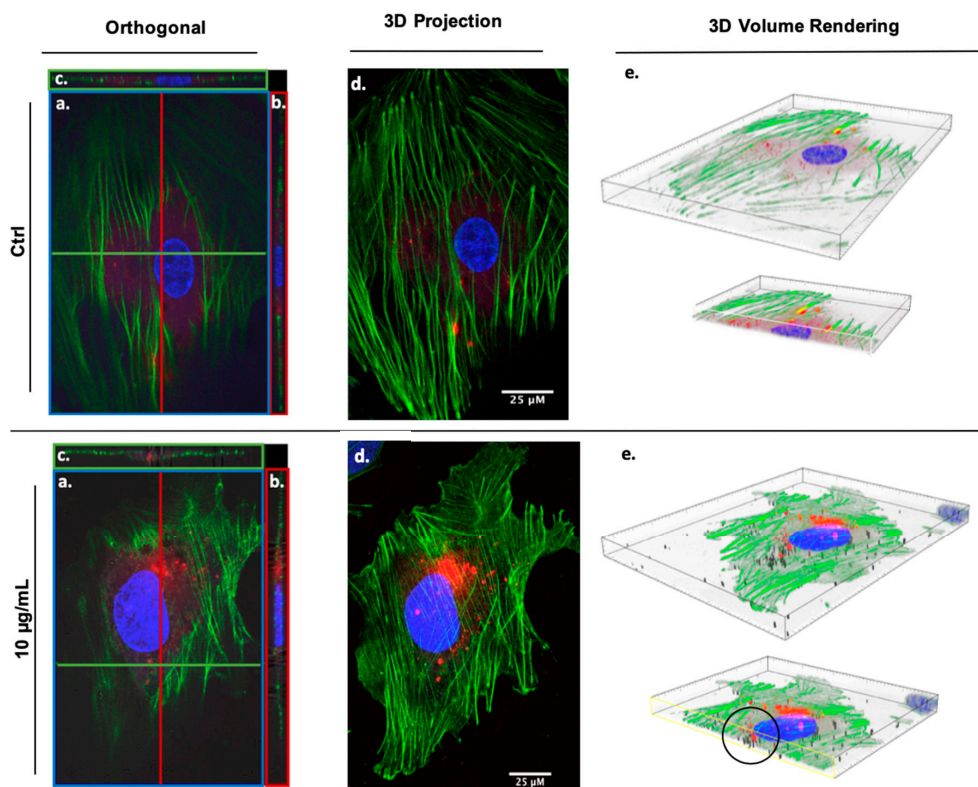 Orthogonal
3D Projection
3D Volume Rendering
Ctrl
c.
a.
b.
d.
25 µM
e.
10 µg/mL
c.
a.
b.
d.
25 µM
e.